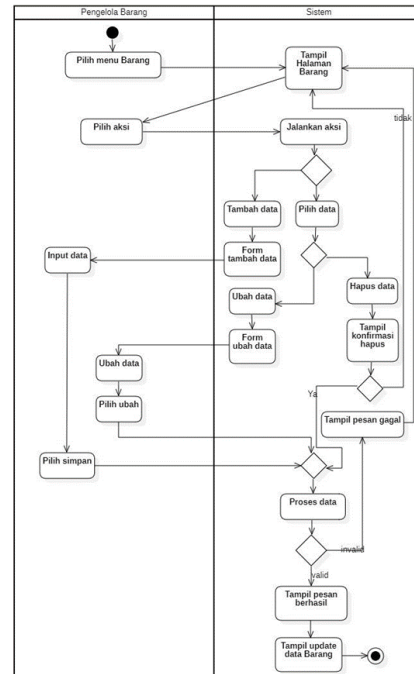 Pengelola Barang
Sistem
Pilih menu Barang
Tampil
Halaman
Barang
tidak
Pilih aksi
Jalankan aksi
Tambah data
Pilih data
Input data
Form
tambah data
Hapus data
Ubah data
Tampil
konfirmasi
hapus
Form
ubah data
Ubah data
Ya
Pilih ubah
Tampil pesan gagal
Pilih simpan
Proses data
invalid
valid
Tampil pesan
berhasil
Tampil update
data Barang